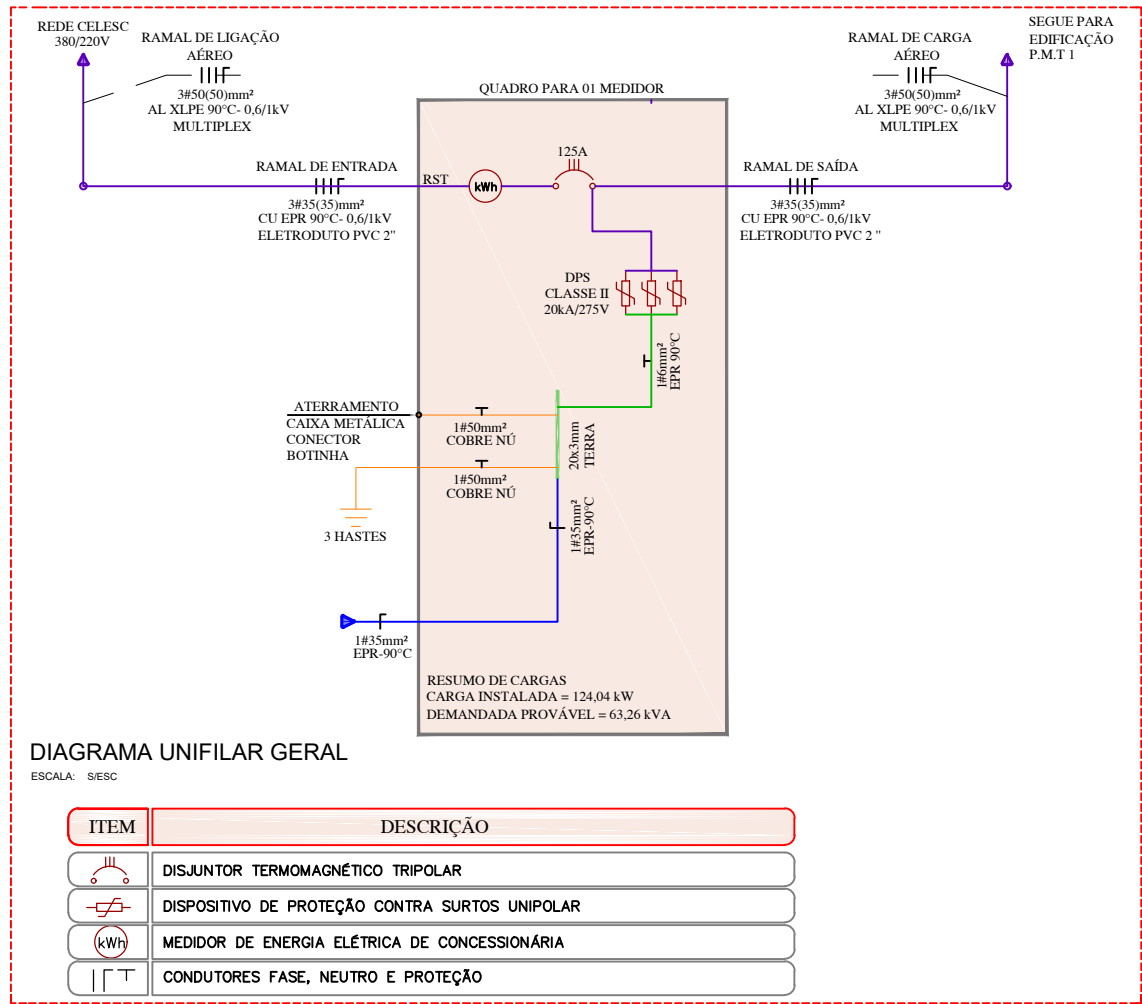 REDE CELESC
380/220V
RAMAL DE LIGAÇÃO
AÉREO
3#50(50)mm²
AL XLPE 90°C- 0,6/1kV
MULTIPLEX
RAMAL DE CARGA
AÉREO
3#50(50)mm²
AL XLPE 90°C- 0,6/1kV
MULTIPLEX
SEGUE PARA
EDIFICAÇÃO
P.M.T 1
QUADRO PARA 01 MEDIDOR
RAMAL DE ENTRADA
3#35(35)mm²
CU EPR 90°C- 0,6/1kV
ELETRODUTO PVC 2"
RST
kWh
125A
RAMAL DE SAÍDA
3#35(35)mm²
CU EPR 90°C- 0,6/1kV
ELETRODUTO PVC 2 "
DPS
CLASSE II
20kA/275V
1#6mm²
EPR 90°C
ATERRAMENTO
CAIXA METÁLICA
CONECTOR
BOTINHA
1#50mm²
COBRE NÚ
1#50mm²
COBRE NÚ
20x3mm
TERRA
3 HASTES
1#35mm²
EPR-90°C
1#35mm²
EPR-90°C
RESUMO DE CARGAS
CARGA INSTALADA = 124,04 kW
DEMANDADA PROVÁVEL = 63,26 kVA
DIAGRAMA UNIFILAR GERAL
ESCALA: S/ESC
ITEM DESCRIÇÃO
DISJUNTOR TERMOMAGNÉTICO TRIPOLAR
DISPOSITIVO DE PROTEÇÃO CONTRA SURTOS UNIPOLAR
kWh MEDIDOR DE ENERGIA ELÉTRICA DE CONCESSIONÁRIA
CONDUTORES FASE, NEUTRO E PROTEÇÃO